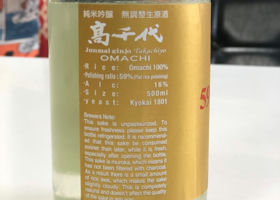 純米吟醸 無調整生原酒
高千代
Junmai ginjo Takachiyo
OMACHI
Rice: Omachi 100%
Polishing ratio: 59% (flat rice polishing)
Alc: 16%
Size: 500ml
yeast: Kyokai 1801
Brewers Note:
This sake is unpasteurized. To
ensure freshness please keep this
bottle refrigerated. It is recommend-
ed that this sake be consumed
sooner than later, while it is fresh,
especially after opening the bottle.
This sake is muroka, which means it
has not been filtered with charcoal.
As a result there is a small amount
of rice lees, which makes the sake
slightly cloudy. This is completely
natural and doesn't affect the quality